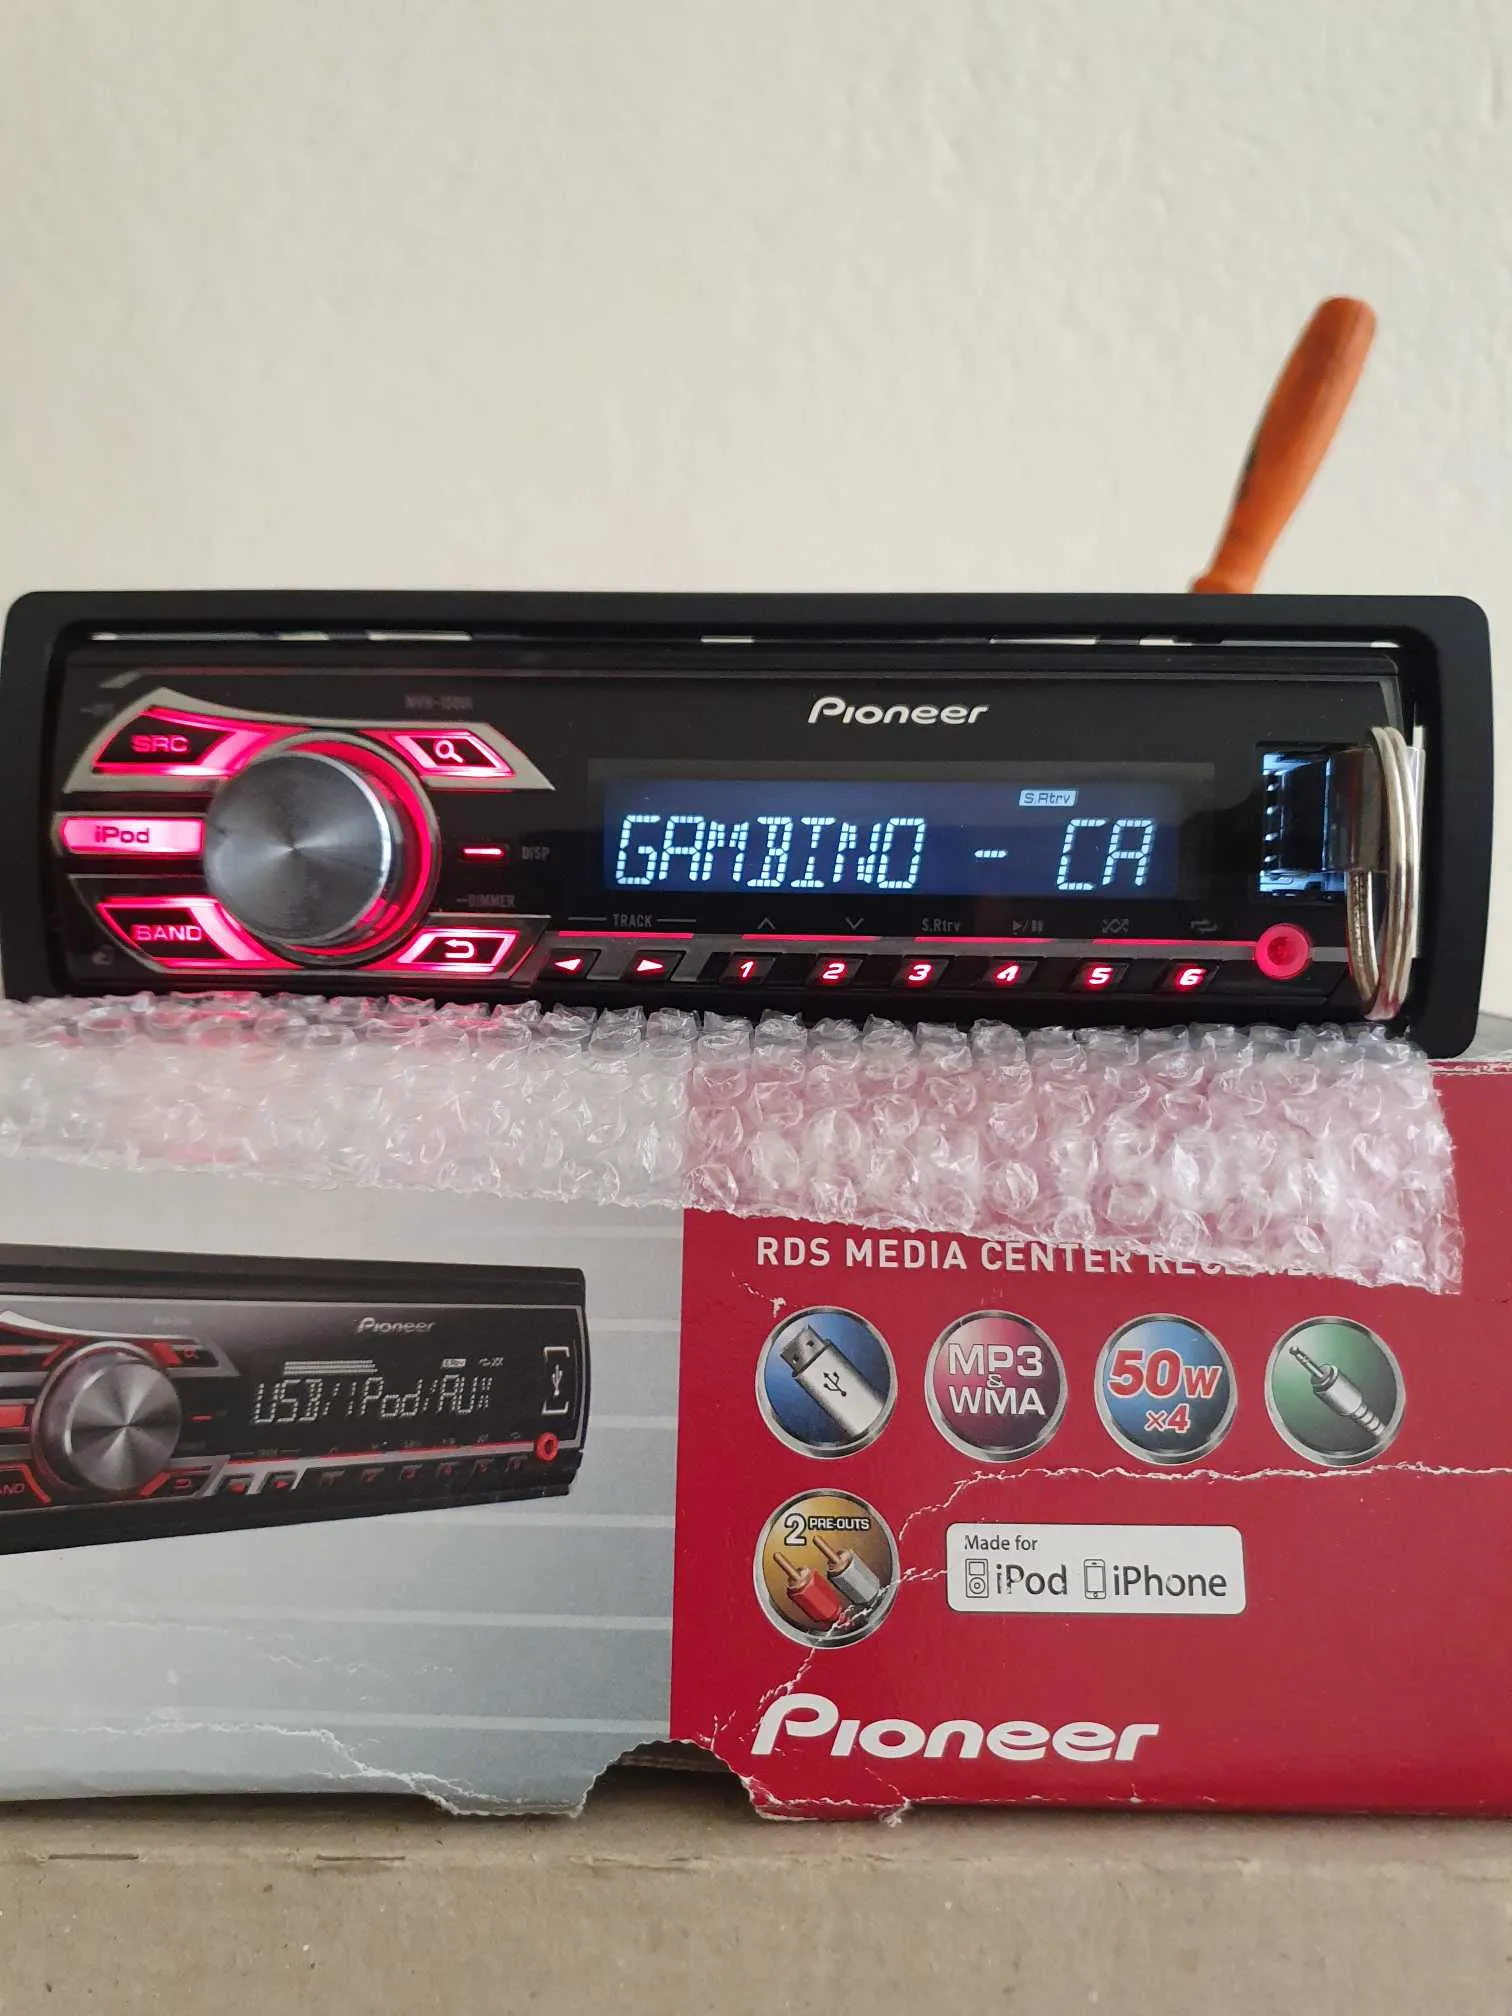 Pioneer
SRC
iPod
BAND
DISP
DIMMER
S.Rtrv
GAMBINO - CA
TRACK
S.Rtrv
1 2 3 4 5 6
RDS MEDIA CENTER
Pioneer
USB/iPod/AUX
MP3
&
WMA
50W
x4
2 PRE-OUTS
Made for
iPod iPhone
Pioneer